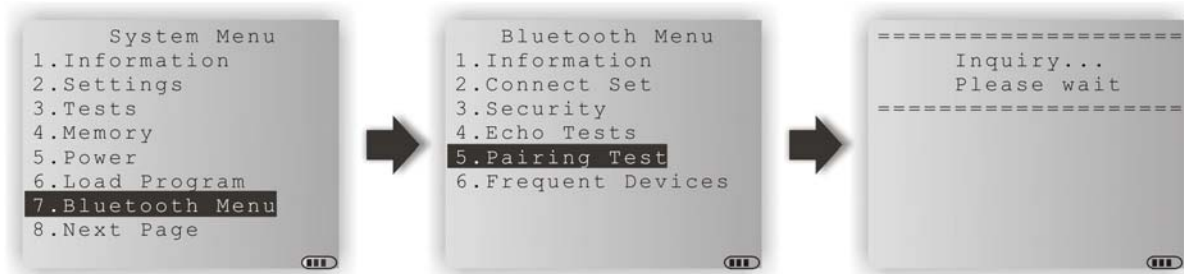 System Menu
1.Information
2.Settings
3.Tests
4.Memory
5.Power
6.Load Program
7.Bluetooth Menu
8.Next Page
Bluetooth Menu
1.Information
2.Connect Set
3.Security
4.Echo Tests
5.Pairing Test
6.Frequent Devices
=====================
Inquiry...
Please wait
=====================